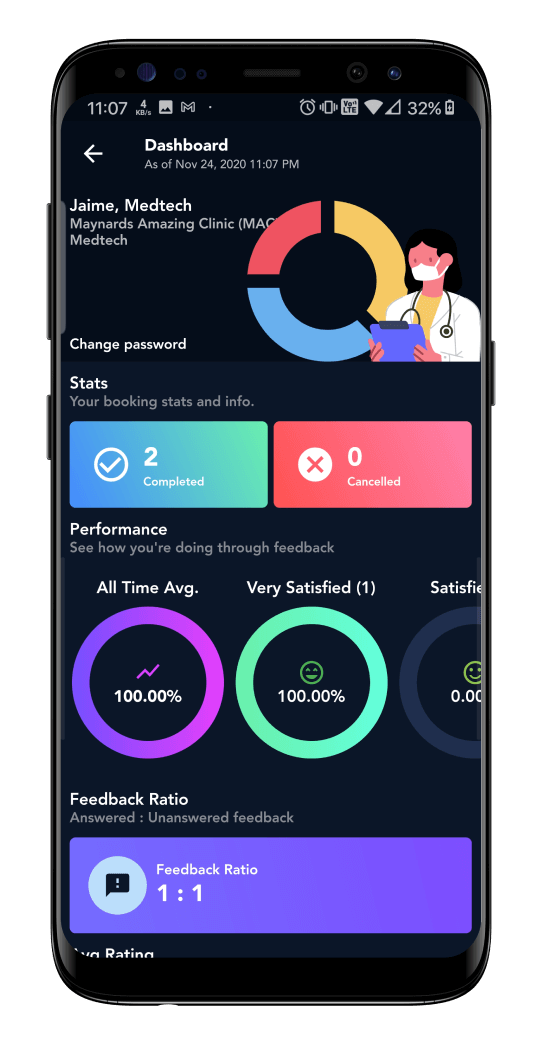 11:07 4 KB/s Vo)) LTE 32%
Dashboard
As of Nov 24, 2020 11:07 PM
Jaime, Medtech
Maynards Amazing Clinic (MAC
Medtech
Change password
Stats
Your booking stats and info.
2
Completed
0
Cancelled
Performance
See how you're doing through feedback
All Time Avg.
Very Satisfied (1)
Satisfie
100.00%
100.00%
0.00
Feedback Ratio
Answered : Unanswered feedback
Feedback Ratio
1 : 1
Avg Rating